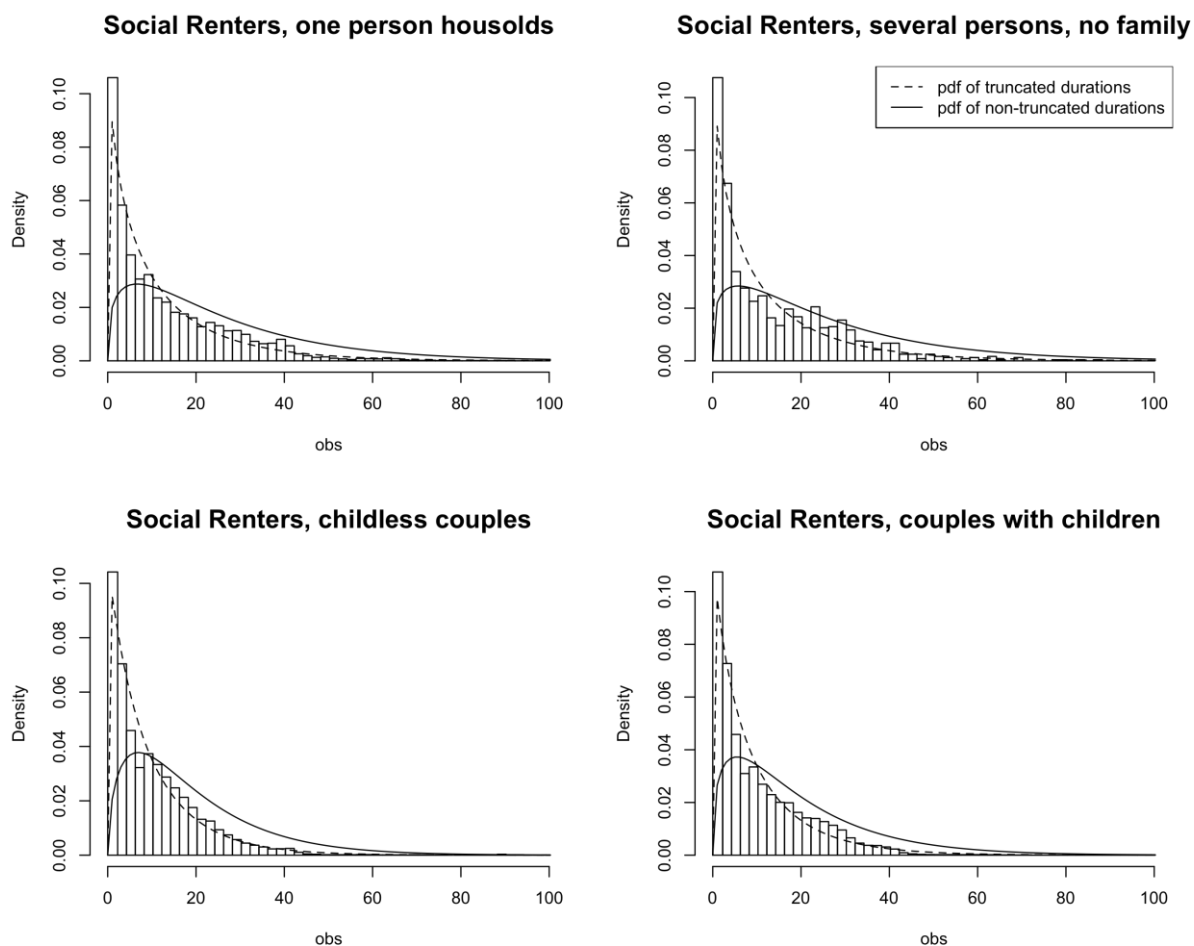 Social Renters, one person housolds
Density
0.00 0.02 0.04 0.06 0.08 0.10
0 20 40 60 80 100
obs
Social Renters, several persons, no family
pdf of truncated durations
pdf of non-truncated durations
Density
0.00 0.02 0.04 0.06 0.08 0.10
0 20 40 60 80 100
obs
Social Renters, childless couples
Density
0.00 0.02 0.04 0.06 0.08 0.10
0 20 40 60 80 100
obs
Social Renters, couples with children
Density
0.00 0.02 0.04 0.06 0.08 0.10
0 20 40 60 80 100
obs